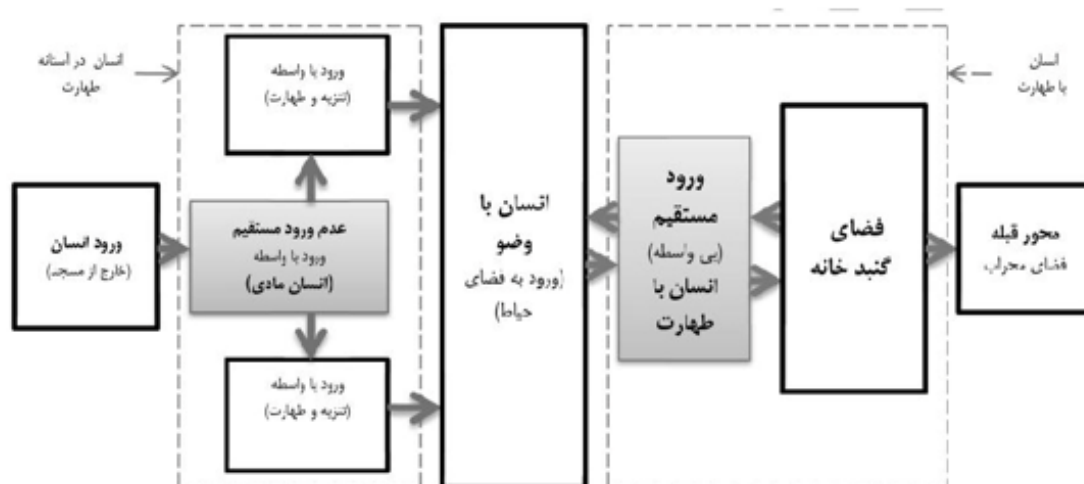 انسان در آستانه
طهارت
ورود با واسطه
(تنزیه و طهارت)
ورود انسان
(خارج از مسجد)
عدم ورود مستقیم
ورود با واسطه
(انسان مادی)
ورود با واسطه
(تنزیه و طهارت)
انسان با
وضو
(ورود به فضای
حیاط)
ورود
مستقیم
(بی واسطه)
انسان با
طهارت
فضای
گنبد خانه
محور قبله
فضای محراب
انسان
با طهارت